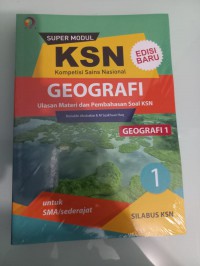 SUPER MODUL
KSN
Kompetisi Sains Nasional
EDISI
BARU
GEOGRAFI
Ulasan Materi dan Pembahasan Soal KSN
GEOGRAFI 1
1
untuk
SMA/sederajat
SILABUS KSN